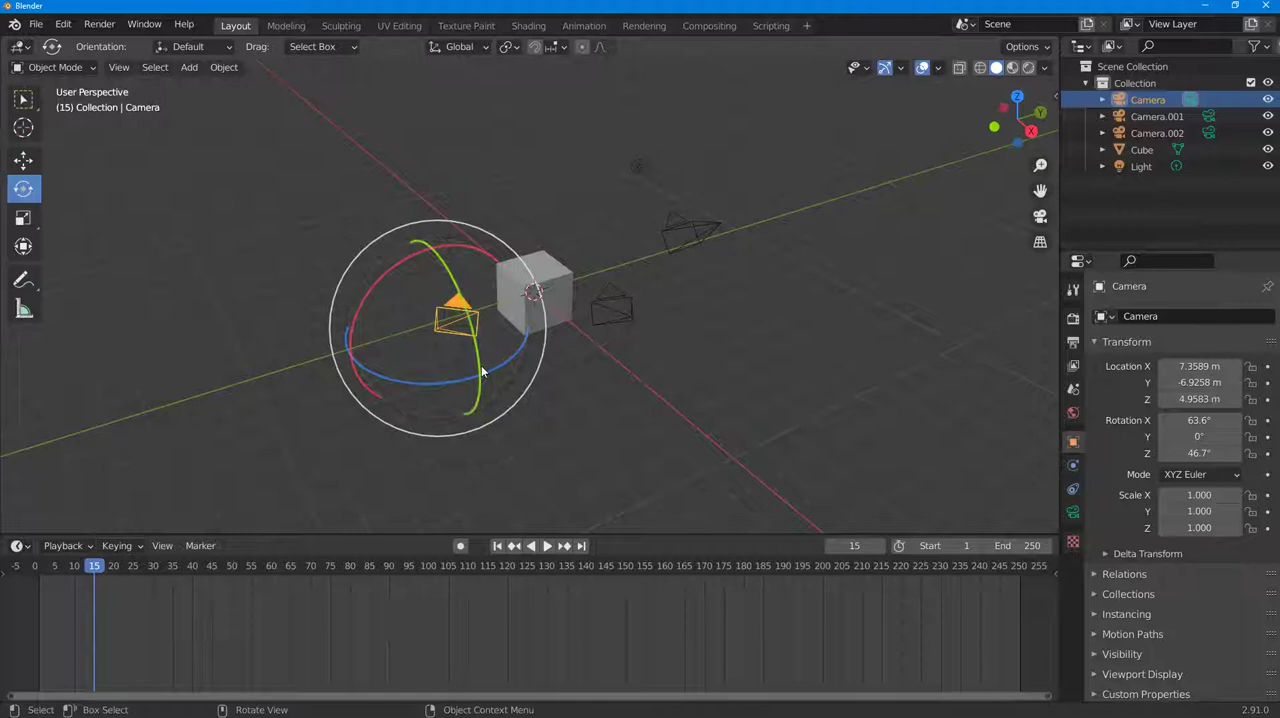 Blender
File Edit Render Window Help Layout Modeling Sculpting UV Editing Texture Paint Shading Animation Rendering Compositing Scripting + Scene View Layer
Orientation: Default Drag: Select Box Global Options
Object Mode View Select Add Object
User Perspective
(15) Collection | Camera
Z
Y
X
Scene Collection
Collection
Camera
Camera.001
Camera.002
Cube
Light
Camera
Camera
Transform
Location X 7.3589 m
Y -6.9258 m
Z 4.9583 m
Rotation X 63.6°
Y 0°
Z 46.7°
Mode XYZ Euler
Scale X 1.000
Y 1.000
Z 1.000
Delta Transform
Relations
Collections
Instancing
Motion Paths
Visibility
Viewport Display
Custom Properties
Playback Keying View Marker 15 Start 1 End 250
-5 0 5 10 15 20 25 30 35 40 45 50 55 60 65 70 75 80 85 90 95 100 105 110 115 120 125 130 135 140 145 150 155 160 165 170 175 180 185 190 195 200 205 210 215 220 225 230 235 240 245 250 255
Select Box Select Rotate View Object Context Menu 2.91.0